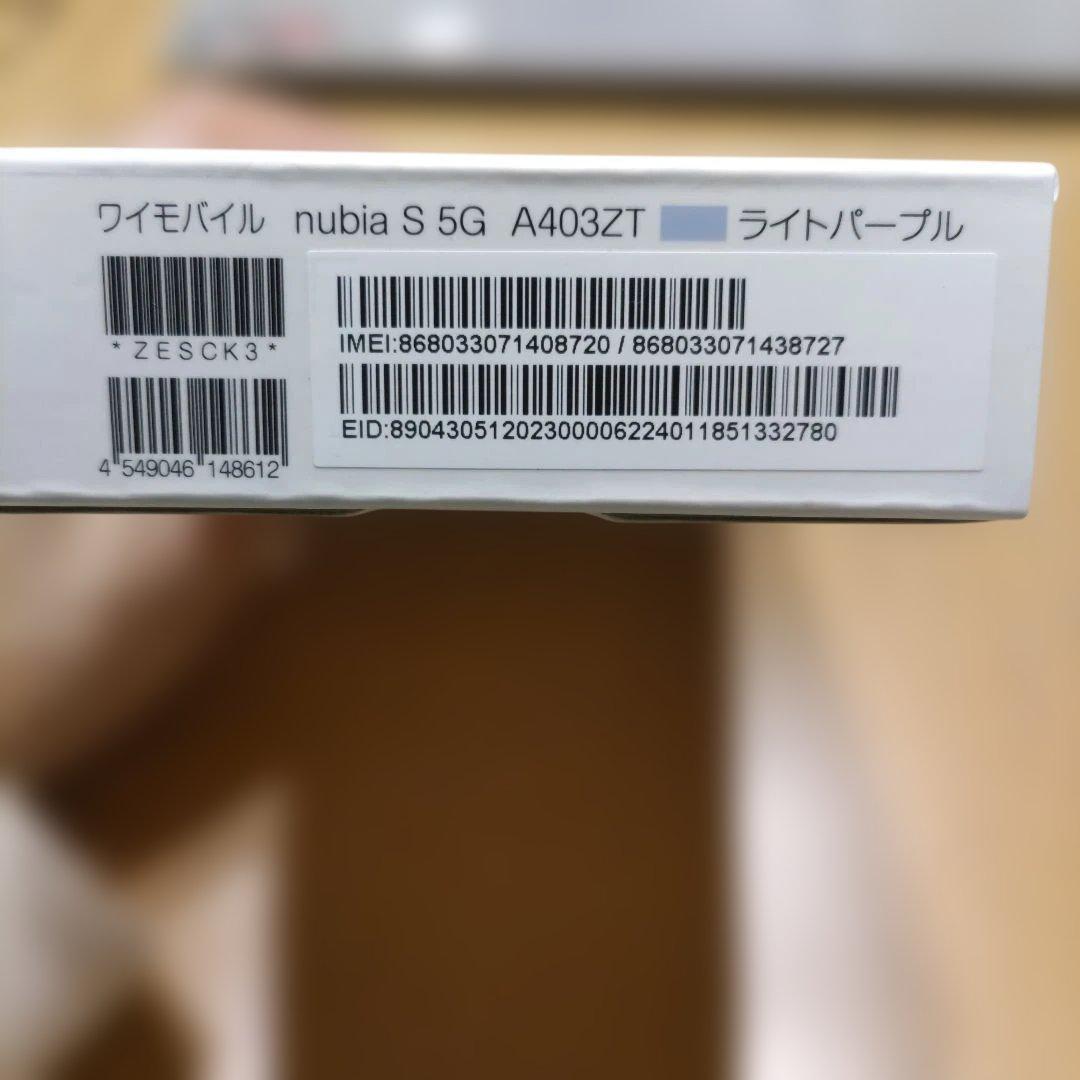 ワイモバイル nubia S 5G A403ZT ライトパープル
*ZESCK3*
4 549046 148612
IMEI:868033071408720 / 868033071438727
EID:89043051202300006224011851332780